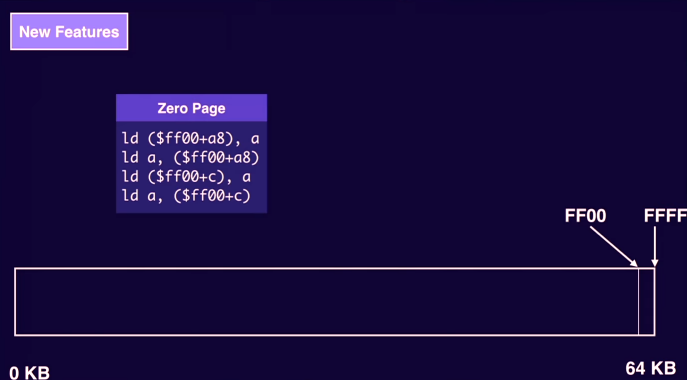 New Features
Zero Page
ld ($ff00+a8), a
ld a, ($ff00+a8)
ld ($ff00+c), a
ld a, ($ff00+c)
FF00
FFFF
0 KB
64 KB